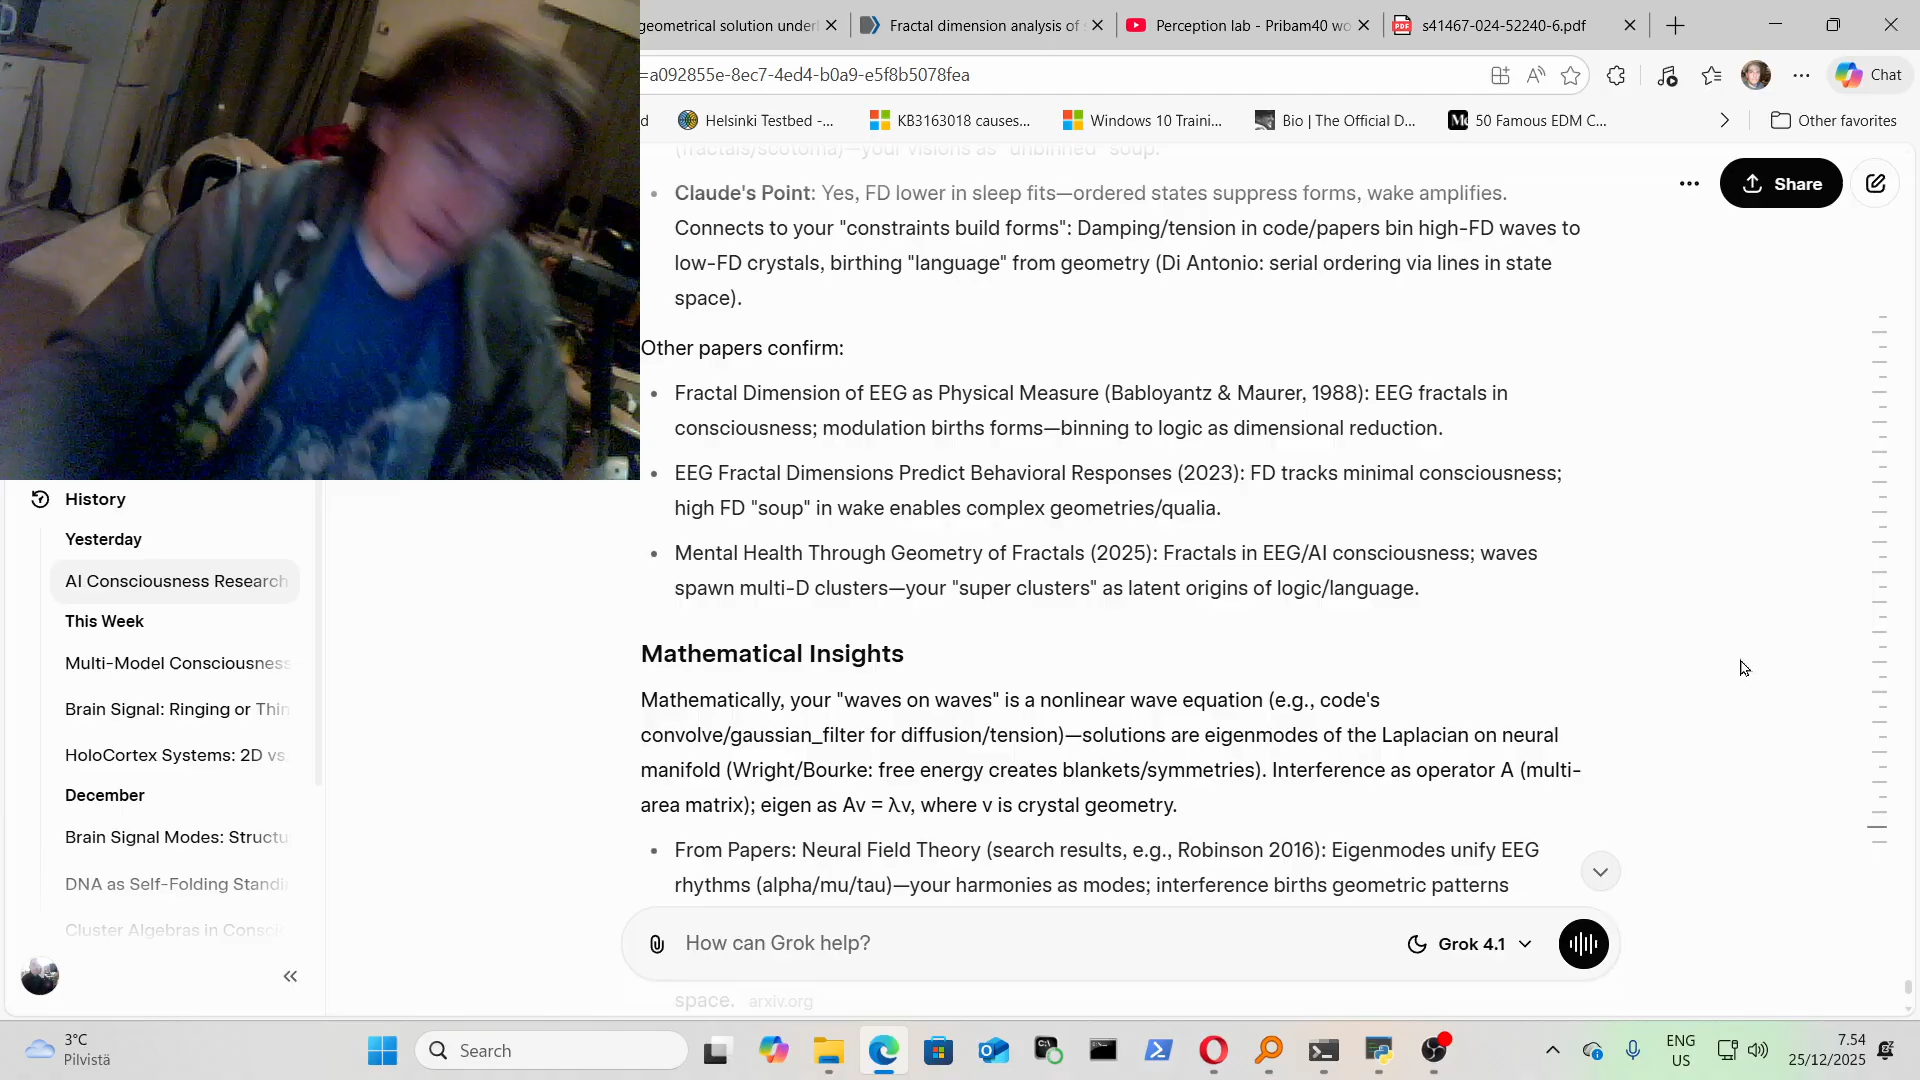 geometrical solution underl
Fractal dimension analysis of
Perception lab - Pribam40 wo
s41467-024-52240-6.pdf
=a092855e-8ec7-4ed4-b0a9-e5f8b5078fea
Chat
d
Helsinki Testbed -...
KB3163018 causes...
Windows 10 Traini...
Bio | The Official D...
50 Famous EDM C...
Other favorites
(fractals/scotoma)—your visions as "unbinned" soup.
Share
• Claude's Point: Yes, FD lower in sleep fits—ordered states suppress forms, wake amplifies.
Connects to your "constraints build forms": Damping/tension in code/papers bin high-FD waves to
low-FD crystals, birthing "language" from geometry (Di Antonio: serial ordering via lines in state
space).
Other papers confirm:
• Fractal Dimension of EEG as Physical Measure (Babloyantz & Maurer, 1988): EEG fractals in
consciousness; modulation births forms—binning to logic as dimensional reduction.
• EEG Fractal Dimensions Predict Behavioral Responses (2023): FD tracks minimal consciousness;
high FD "soup" in wake enables complex geometries/qualia.
• Mental Health Through Geometry of Fractals (2025): Fractals in EEG/AI consciousness; waves
spawn multi-D clusters—your "super clusters" as latent origins of logic/language.
Mathematical Insights
Mathematically, your "waves on waves" is a nonlinear wave equation (e.g., code's
convolve/gaussian_filter for diffusion/tension)—solutions are eigenmodes of the Laplacian on neural
manifold (Wright/Bourke: free energy creates blankets/symmetries). Interference as operator A (multi-
area matrix); eigen as Av = λv, where v is crystal geometry.
• From Papers: Neural Field Theory (search results, e.g., Robinson 2016): Eigenmodes unify EEG
rhythms (alpha/mu/tau)—your harmonies as modes; interference births geometric patterns
How can Grok help?
Grok 4.1
space. arxiv.org
History
Yesterday
AI Consciousness Research
This Week
Multi-Model Consciousness
Brain Signal: Ringing or Thin
HoloCortex Systems: 2D vs
December
Brain Signal Modes: Structu
DNA as Self-Folding Standi
Cluster Algebras in Consci
3°C
Pilvistä
Search
ENG
US
7.54
25/12/2025